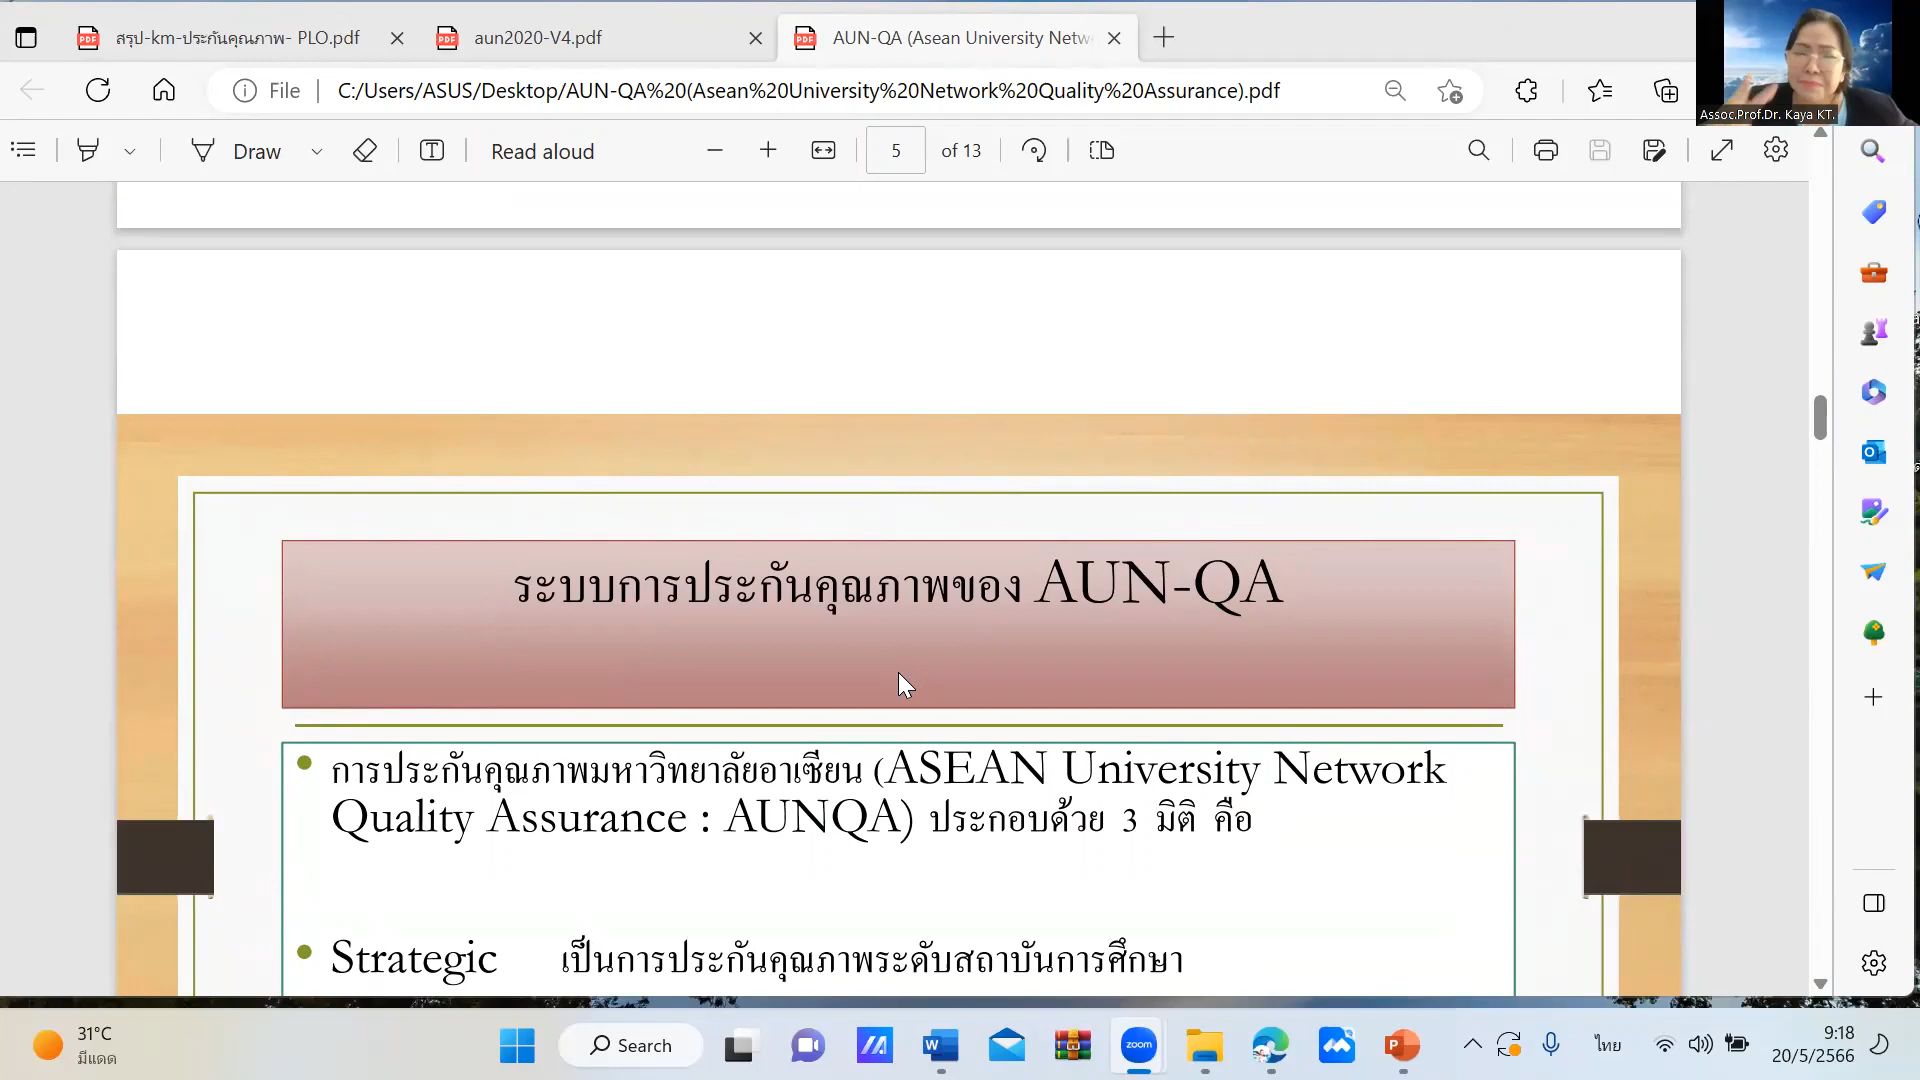 สรุป-km-ประกันคุณภาพ- PLO.pdf
aun2020-V4.pdf
AUN-QA (Asean University Netw
File
C:/Users/ASUS/Desktop/AUN-QA%20(Asean%20University%20Network%20Quality%20Assurance).pdf
Assoc.Prof.Dr. Kaya KT.
Draw
Read aloud
5 of 13
ระบบการประกันคุณภาพของ AUN-QA
การประกันคุณภาพมหาวิทยาลัยอาเซียน (ASEAN University Network
Quality Assurance : AUNQA) ประกอบด้วย 3 มิติ คือ
Strategic เป็นการประกันคุณภาพระดับสถาบันการศึกษา
31°C
มีแดด
Search
zoom
ไทย
9:18
20/5/2566